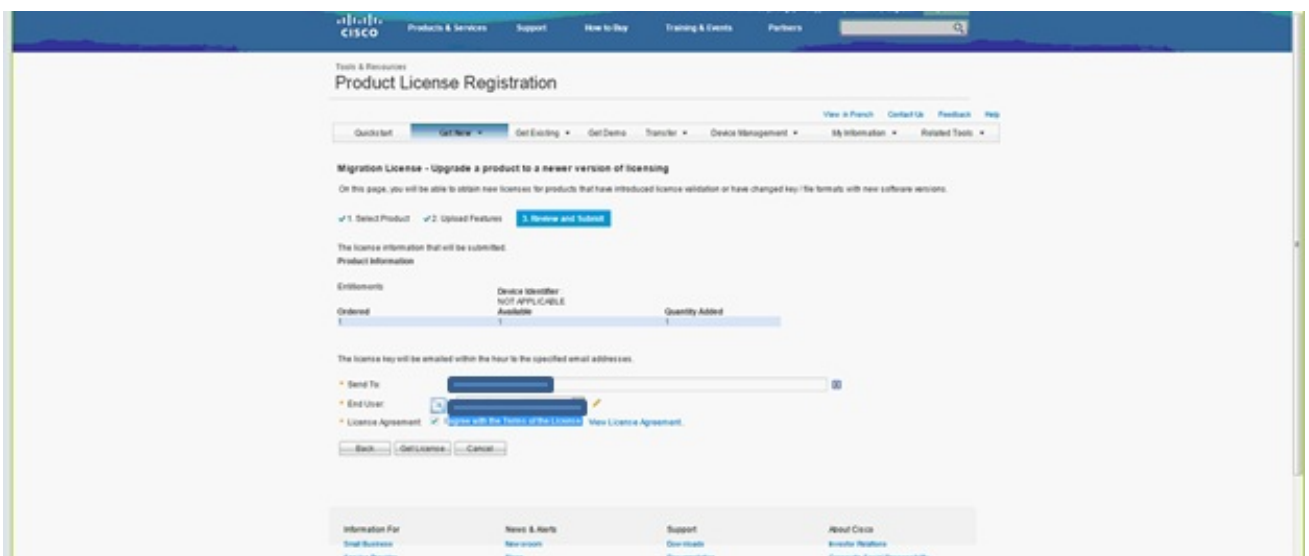 CISCO
Products & Services Support How to Buy Training & Events Partners
Tools & Resources
Product License Registration
View in French Contact Us Feedback Help
Quickstart Get New Get Existing Get Demo Transfer Device Management My Information Related Tools
Migration License - Upgrade a product to a newer version of licensing
On this page, you will be able to obtain new licenses for products that have introduced license validation or have changed key / file formats with new software versions.
1. Select Product 2. Upload Features 3. Review and Submit
The license information that will be submitted.
Product Information
Entitlements Device Identifier
NOT APPLICABLE
Ordered Available Quantity Added
1 1 1
The license key will be emailed within the hour to the specified email addresses.
* Send To:
* End User:
* License Agreement I agree with the Terms of the License View License Agreement.
Back Get License Cancel
Information For News & Alerts Support About Cisco
Small Business Newsroom Downloads Investor Relations